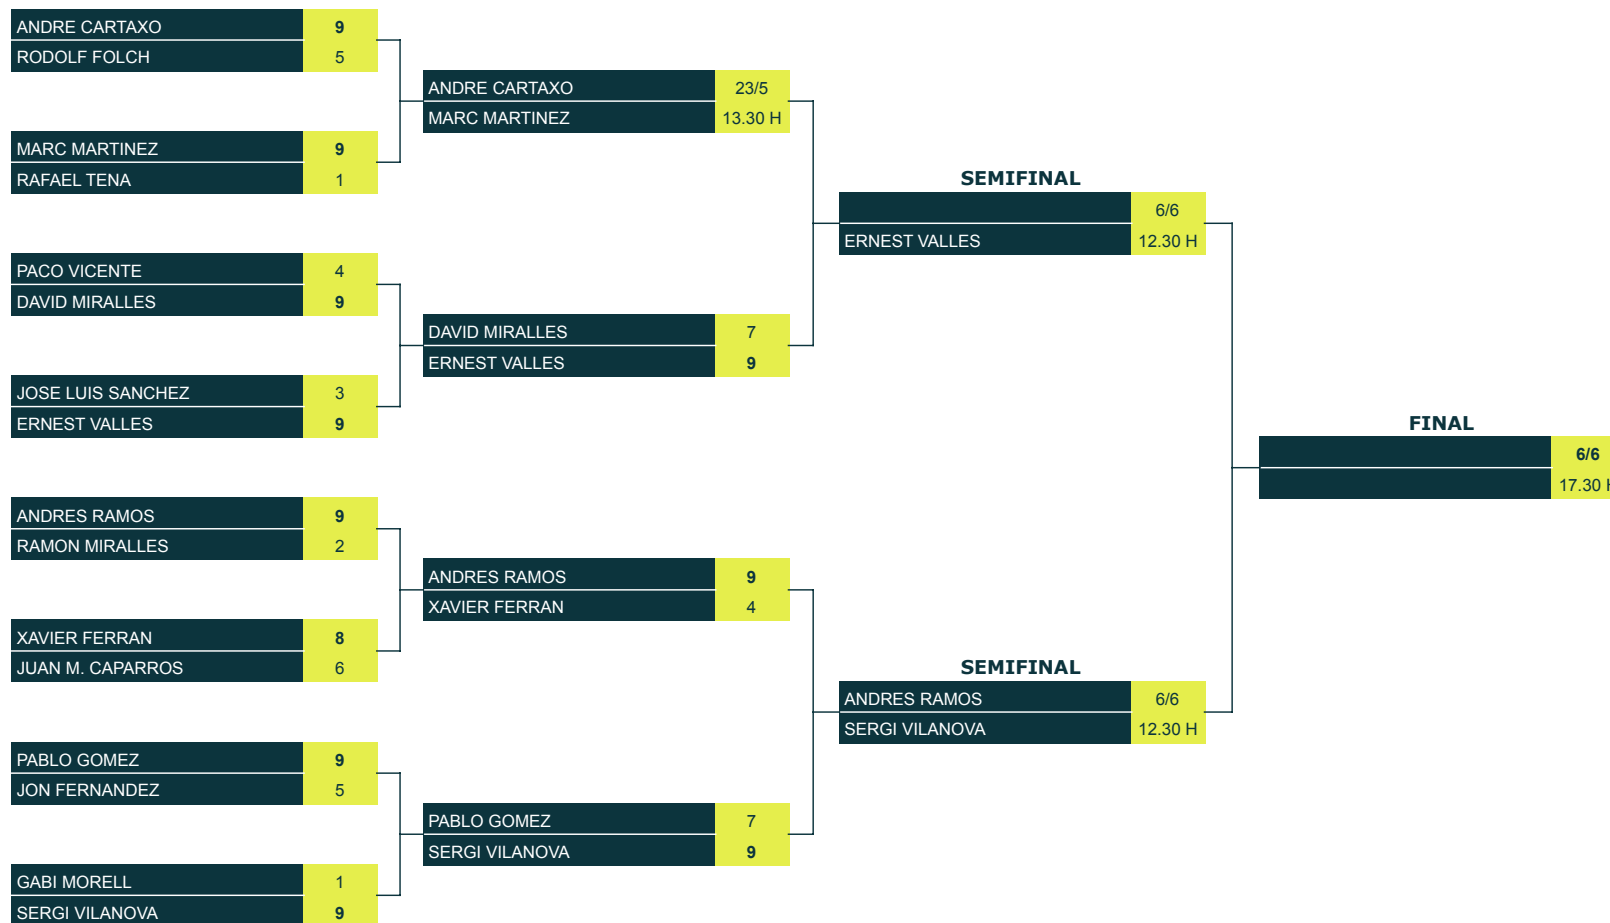 ANDRE CARTAXO 9
RODOLF FOLCH 5
MARC MARTINEZ 9
RAFAEL TENA 1
PACO VICENTE 4
DAVID MIRALLES 9
JOSE LUIS SANCHEZ 3
ERNEST VALLES 9
ANDRES RAMOS 9
RAMON MIRALLES 2
XAVIER FERRAN 8
JUAN M. CAPARROS 6
PABLO GOMEZ 9
JON FERNANDEZ 5
GABI MORELL 1
SERGI VILANOVA 9
ANDRE CARTAXO 23/5
MARC MARTINEZ 13.30 H
DAVID MIRALLES 7
ERNEST VALLES 9
ANDRES RAMOS 9
XAVIER FERRAN 4
PABLO GOMEZ 7
SERGI VILANOVA 9
SEMIFINAL
6/6
ERNEST VALLES 12.30 H
SEMIFINAL
ANDRES RAMOS 6/6
SERGI VILANOVA 12.30 H
FINAL
6/6
17.30 H